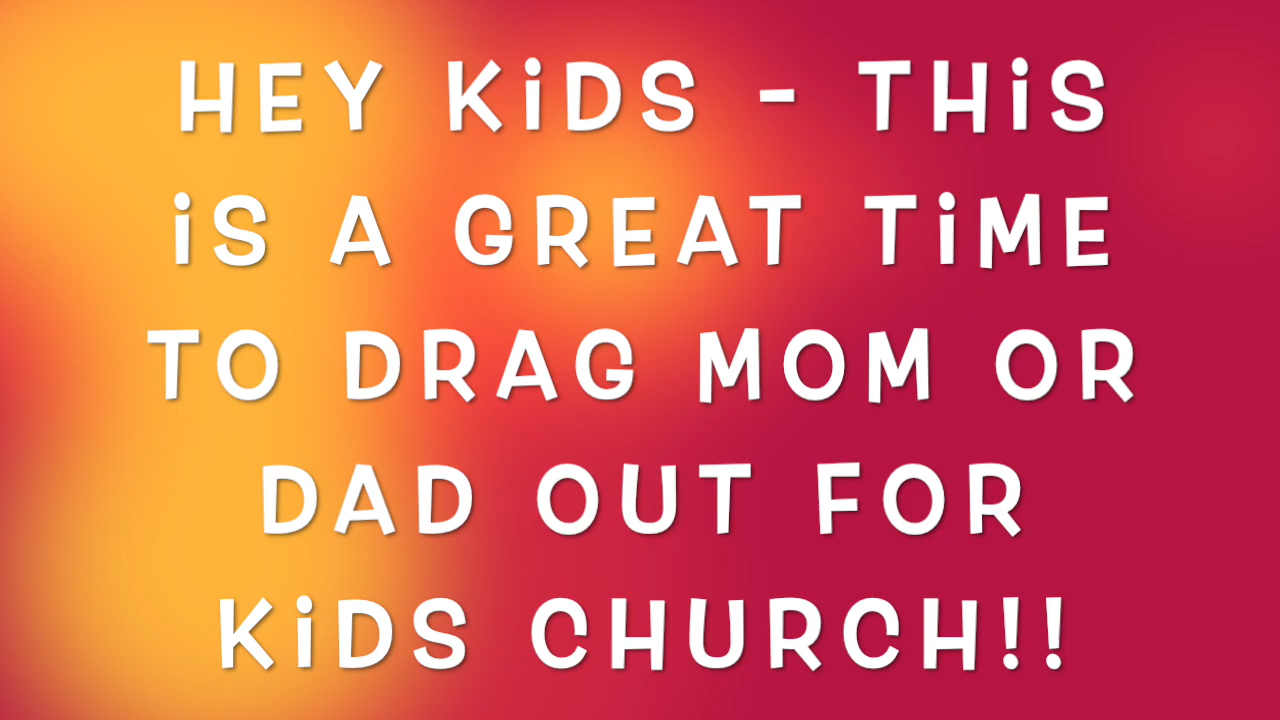 HEY KiDS - THiS
iS A GREAT TiME
TO DRAG MOM OR
DAD OUT FOR
KiDS CHURCH!!